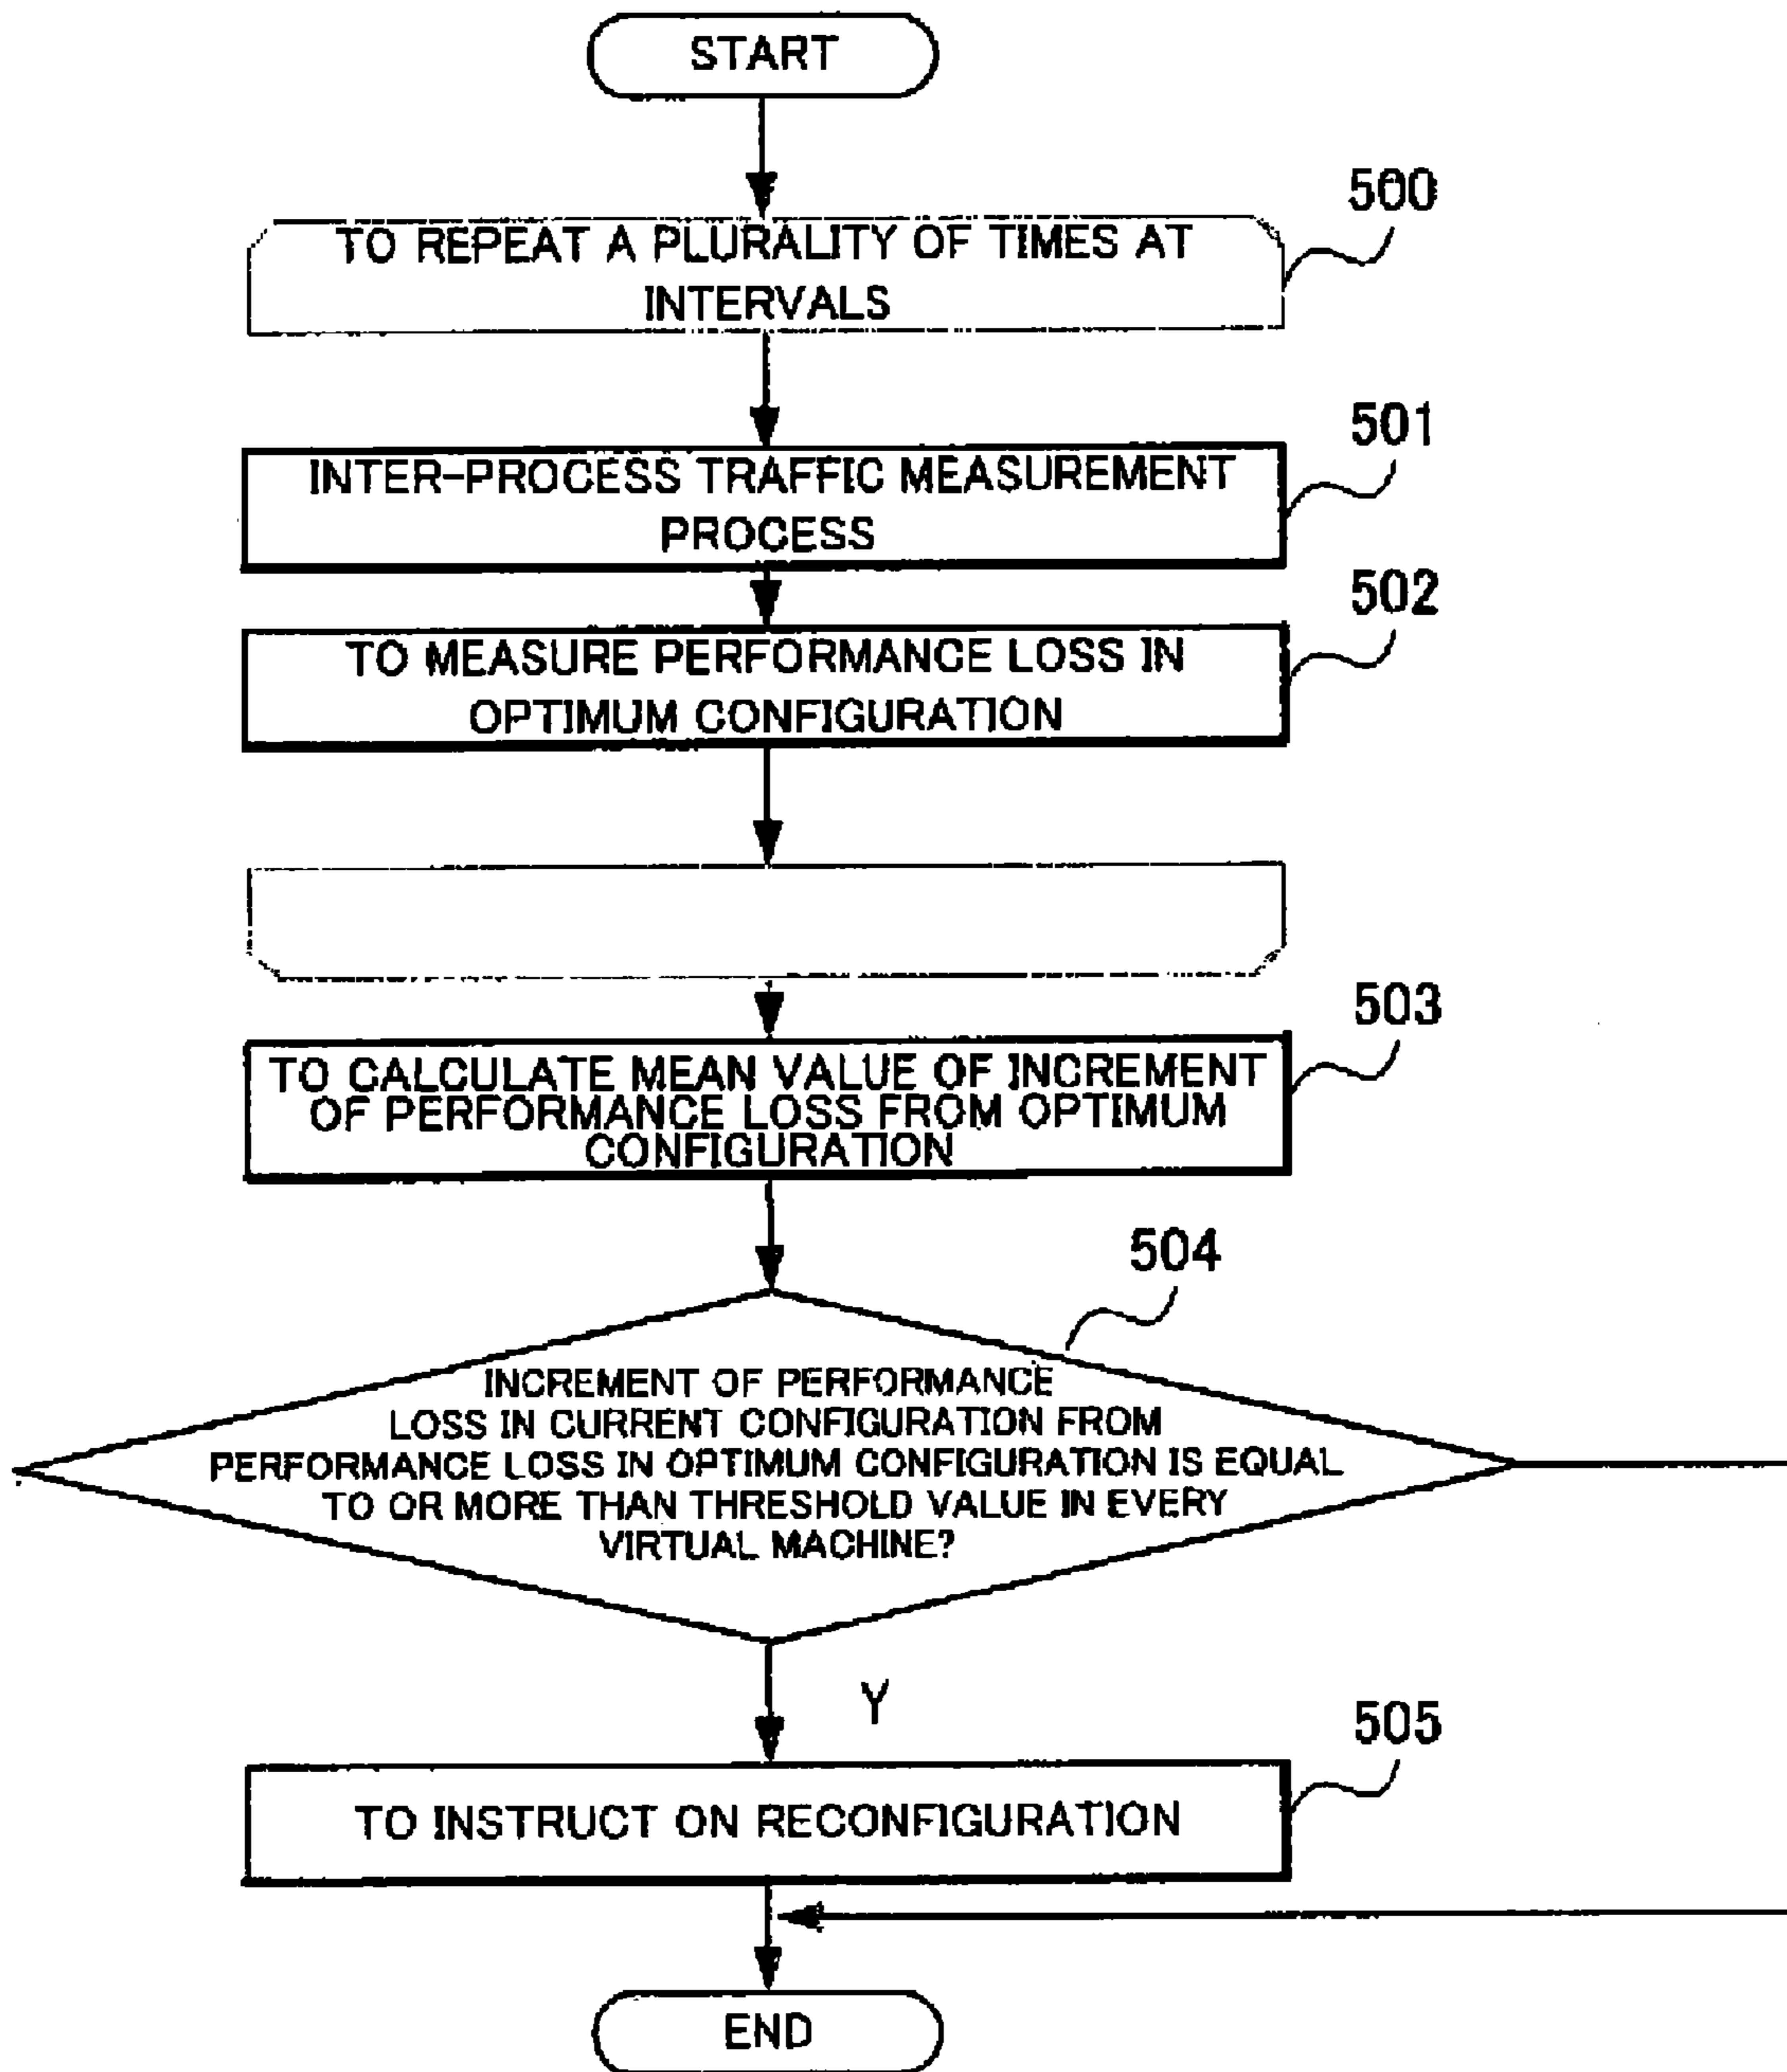 START
500
TO REPEAT A PLURALITY OF TIMES AT
INTERVALS
501
INTER-PROCESS TRAFFIC MEASUREMENT
PROCESS
502
TO MEASURE PERFORMANCE LOSS IN
OPTIMUM CONFIGURATION
503
TO CALCULATE MEAN VALUE OF INCREMENT
OF PERFORMANCE LOSS FROM OPTIMUM
CONFIGURATION
504
INCREMENT OF PERFORMANCE
LOSS IN CURRENT CONFIGURATION FROM
PERFORMANCE LOSS IN OPTIMUM CONFIGURATION IS EQUAL
TO OR MORE THAN THRESHOLD VALUE IN EVERY
VIRTUAL MACHINE?
Y
505
TO INSTRUCT ON RECONFIGURATION
END